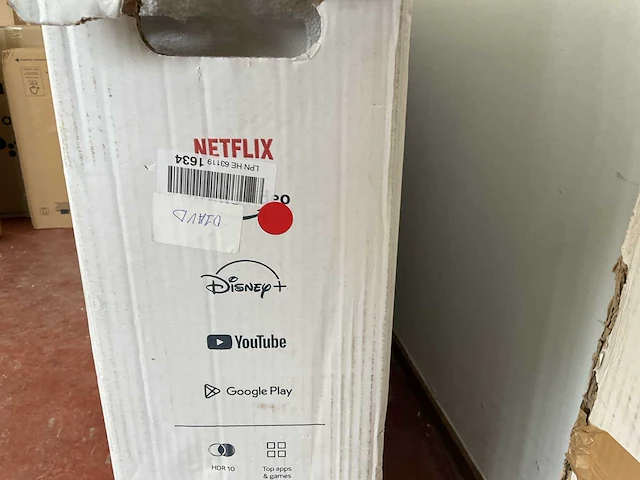 NETFLIX
LPN HE 63119 1634
Disney+
YouTube
Google Play
HDR 10
Top apps
& games